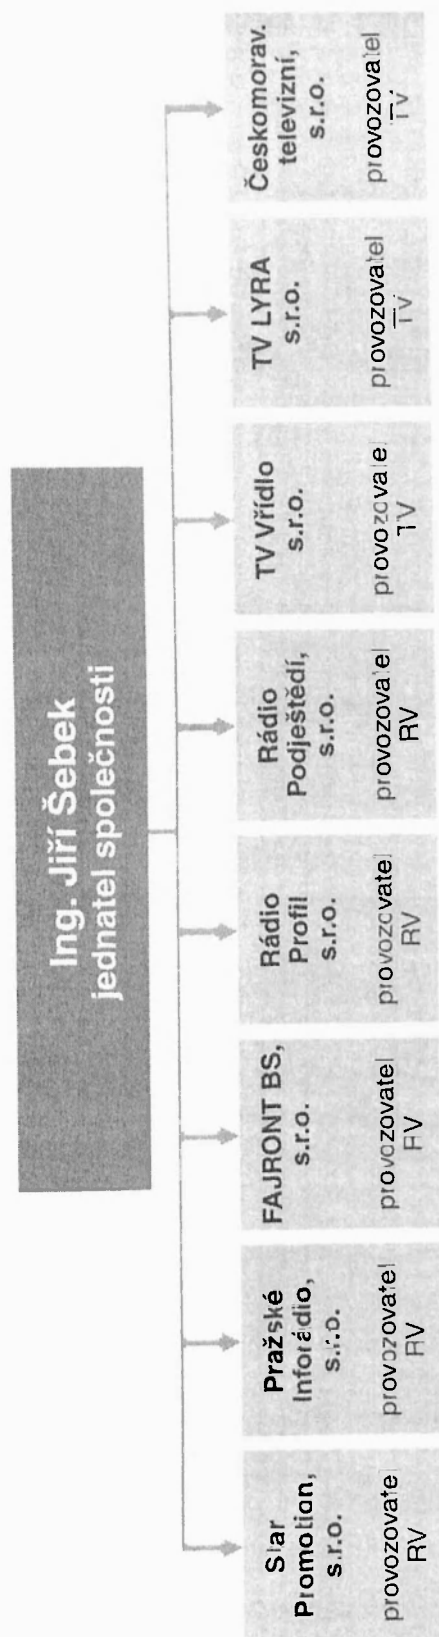 Ing. Jiří Šebek
jednatel společnosti
Star
Promotion,
s.r.o.
provozovatel
RV
Pražské
Inforádio,
s.r.o.
provozovatel
RV
FAJRONT BS,
s.r.o.
provozovatel
RV
Rádio
Profil
s.r.o.
provozovatel
RV
Rádio
Podještědí,
s.r.o.
provozovatel
RV
TV Vřídlo
s.r.o.
provozovatel
TV
TV LYRA
s.r.o.
provozovatel
TV
Českomorav.
televizní,
s.r.o.
provozovatel
TV